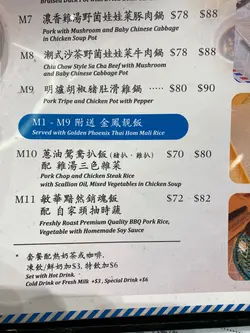 M7 濃香雞湯野菌娃娃菜豚肉鍋 $78 $88
Pork with Mushroom and Baby Chinese Cabbage
in Chicken Soup Pot
M8 潮式沙茶野菌娃娃菜牛肉鍋 $78 $88
Chiu Chow Style Sa Cha Beef with Mushroom
and Baby Chinese Cabbage Pot
M9 明爐胡椒豬肚滑雞鍋 $80 $90
Pork Tripe and Chicken Pot with Pepper
M1 - M9 附送 金鳳靚飯
Served with Golden Phoenix Thai Hom Mali Rice
M10 蔥油鴛鴦扒飯 (豬扒、雞扒) $70 $80
配 雞湯三色雜菜
Pork Chop and Chicken Steak Rice
with Scallion Oil, Mixed Vegetables in Chicken Soup
M11 敏華黯然銷魂飯 $72 $82
配 自家頭抽時蔬
Freshly Roast Premium Quality BBQ Pork Rice,
Vegetable with Homemade Soy Sauce
* 套餐配熱奶茶或咖啡.
凍飲/鮮奶加$3, 特飲加$6
Set with Hot Drink.
Cold Drink or Fresh Milk +$3 , Special Drink +$6